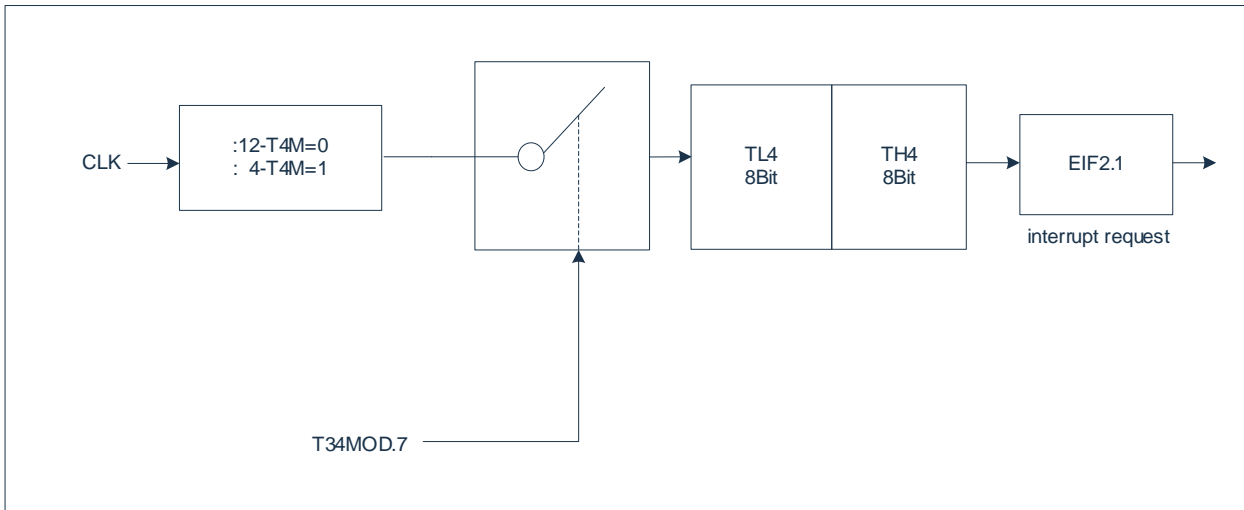 CLK
:12-T4M=0
: 4-T4M=1
TL4
8Bit
TH4
8Bit
EIF2.1
interrupt request
T34MOD.7